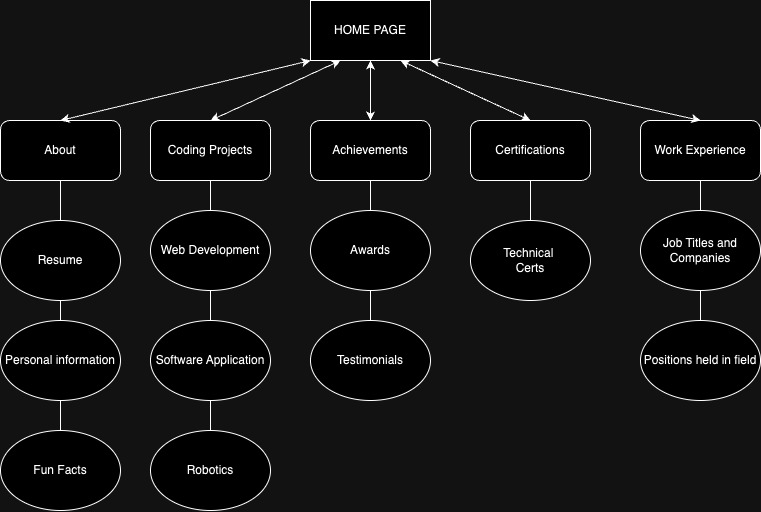 HOME PAGE
About
Coding Projects
Achievements
Certifications
Work Experience
Resume
Web Development
Awards
Technical
Certs
Job Titles and
Companies
Personal information
Software Application
Testimonials
Positions held in field
Fun Facts
Robotics